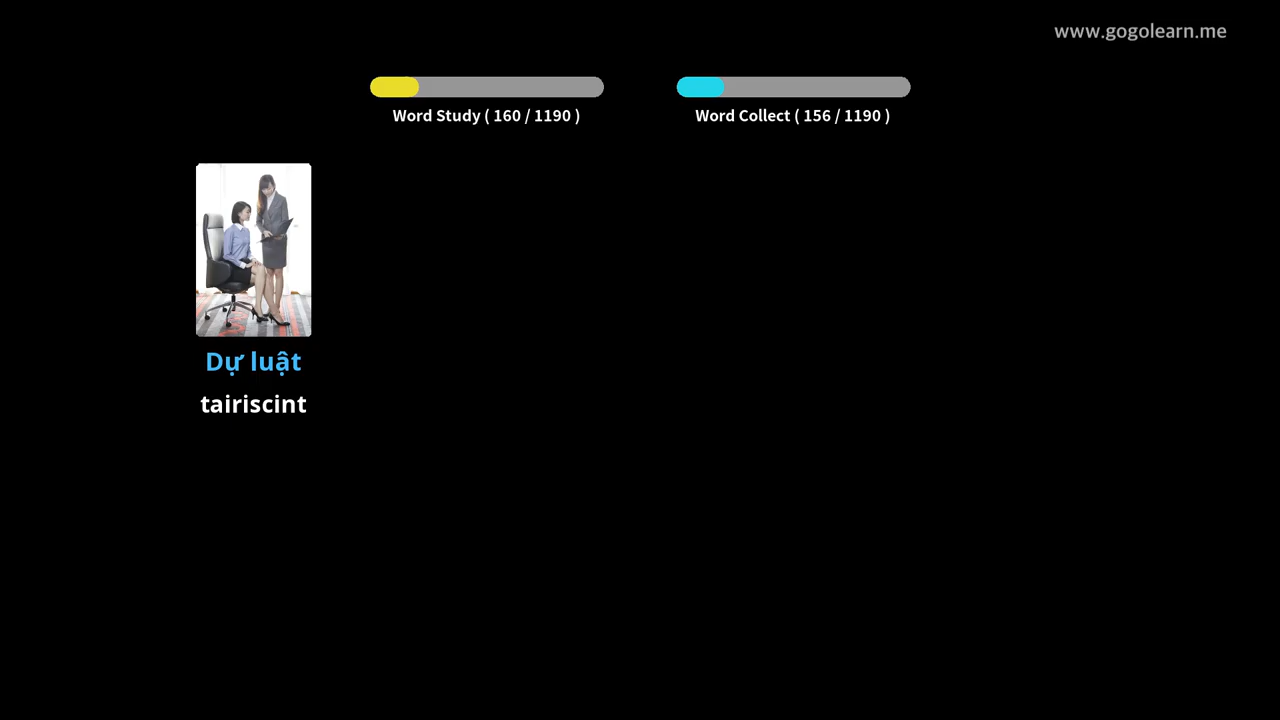 www.gogolearn.me
Word Study ( 160 / 1190 )
Word Collect ( 156 / 1190 )
Dự luật
tairiscint